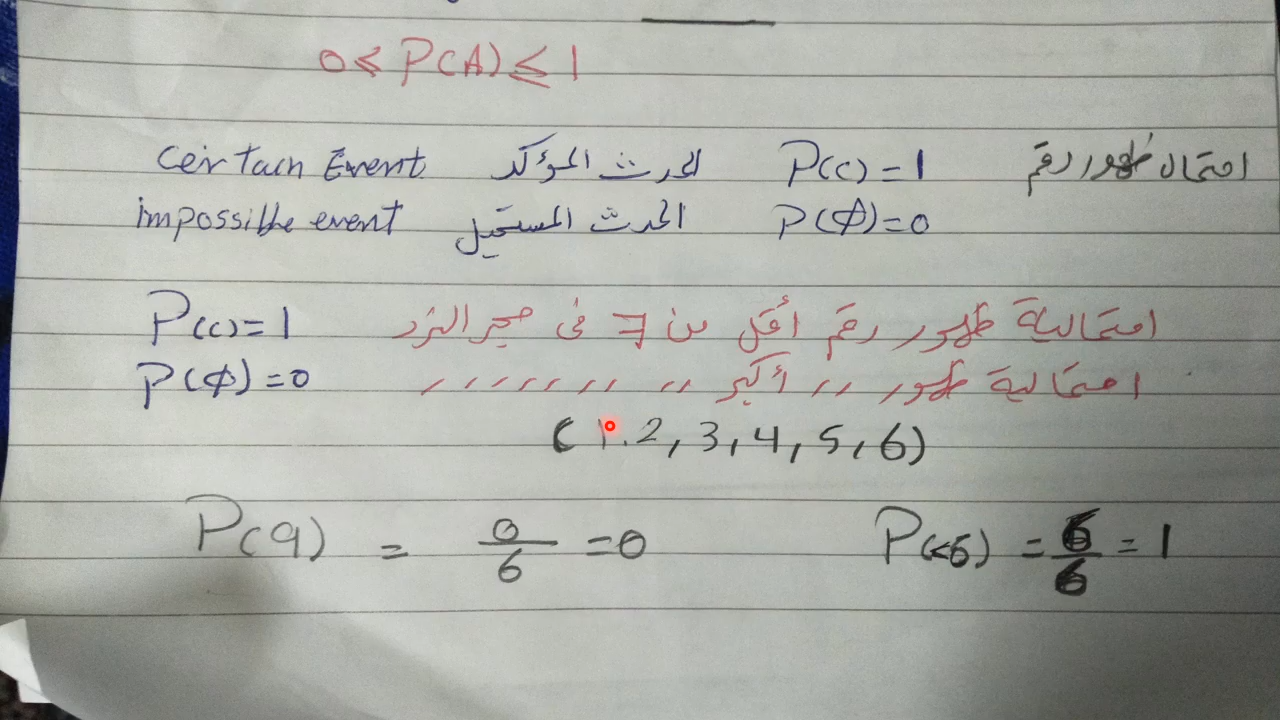 0 ≤ P(A) ≤ 1
Certain Event الحدث المؤكد P(C) = 1 احتمال ظهور رقم
impossible event الحدث المستحيل P(∅) = 0
P(C) = 1 احتمالية ظهور رقم أقل من 7 فى حجر النرد
P(∅) = 0 احتمالية ظهور ,, أكبر ,, ,, ,, ,, ,,
(1.2, 3, 4, 5, 6)
P(9) = 0/6 = 0 P(<6) = 6/6 = 1